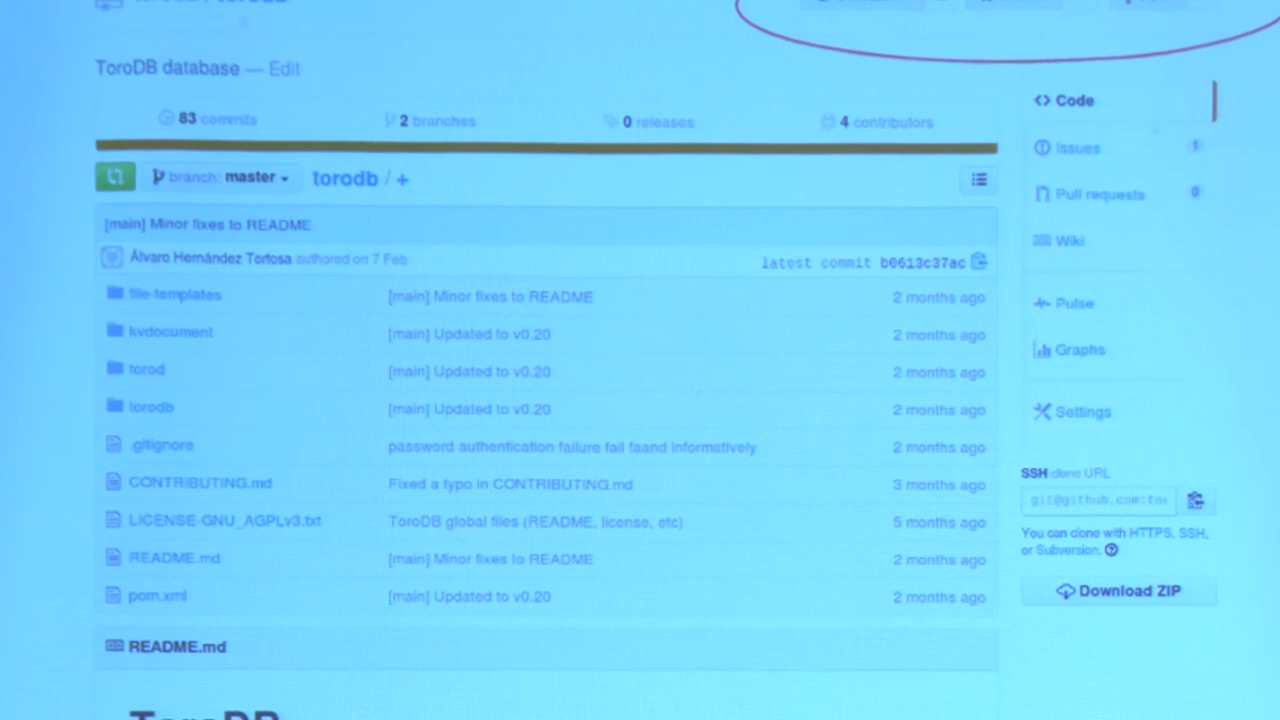 ToroDB database — Edit
83 commits 2 branches 0 releases 4 contributors
branch: master torodb / +
[main] Minor fixes to README
Álvaro Hernández Tortosa authored on 7 Feb latest commit b0613c37ac
file-templates [main] Minor fixes to README 2 months ago
kvdocument [main] Updated to v0.20 2 months ago
torod [main] Updated to v0.20 2 months ago
torodb [main] Updated to v0.20 2 months ago
.gitignore password authentication failure fail faand informatively 2 months ago
CONTRIBUTING.md Fixed a typo in CONTRIBUTING.md 3 months ago
LICENSE-GNU_AGPLv3.txt ToroDB global files (README, license, etc) 5 months ago
README.md [main] Minor fixes to README 2 months ago
pom.xml [main] Updated to v0.20 2 months ago
README.md
ToroDB
Code
Issues 1
Pull requests 0
Wiki
Pulse
Graphs
Settings
SSH clone URL
git@github.com:tor
You can clone with HTTPS, SSH,
or Subversion.
Download ZIP